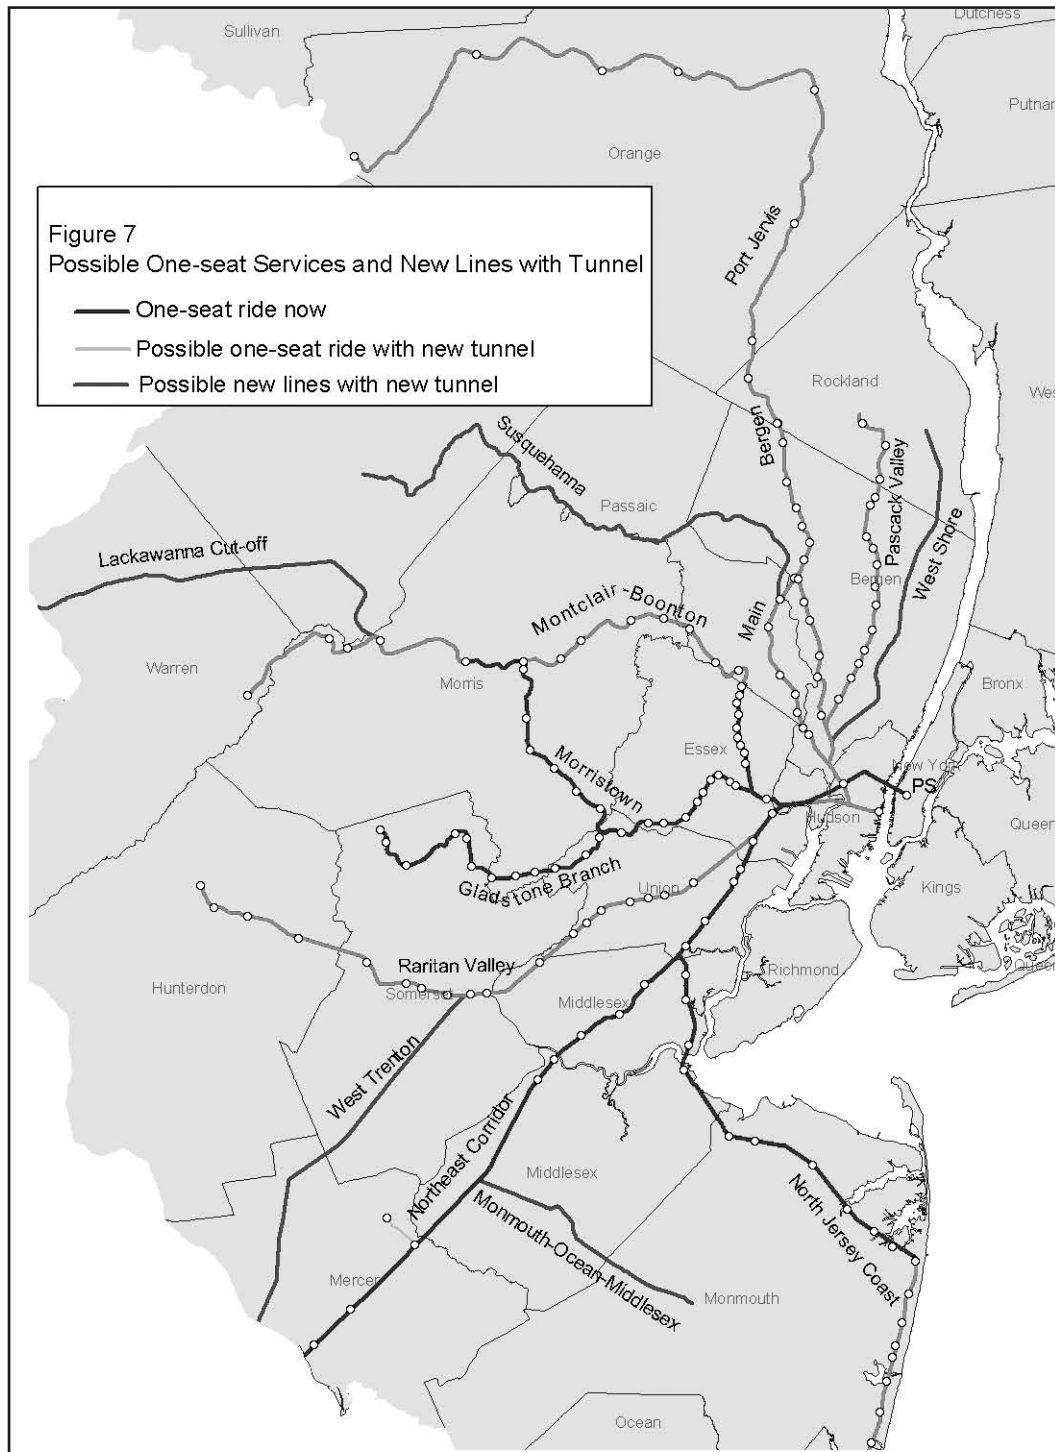 Sullivan
Dutchess
Putnar
Orange
Figure 7
Possible One-seat Services and New Lines with Tunnel
One-seat ride now
Possible one-seat ride with new tunnel
Possible new lines with new tunnel
Port Jervis
Rockland
Wes
Bergen
Susquehanna
Passaic
Pascack Valley
West Shore
Bergen
Lackawanna Cut-off
Montclair-Boonton
Main
Warren
Morris
Bronx
Essex
Morristown
New York
PS
Hudson
Queen
Gladstone Branch
Union
Kings
Raritan Valley
Somerset
Hunterdon
Middlesex
Richmond
Queen
West Trenton
Northeast Corridor
Middlesex
Monmouth-Ocean-Middlesex
North Jersey Coast
Mercer
Monmouth
Ocean